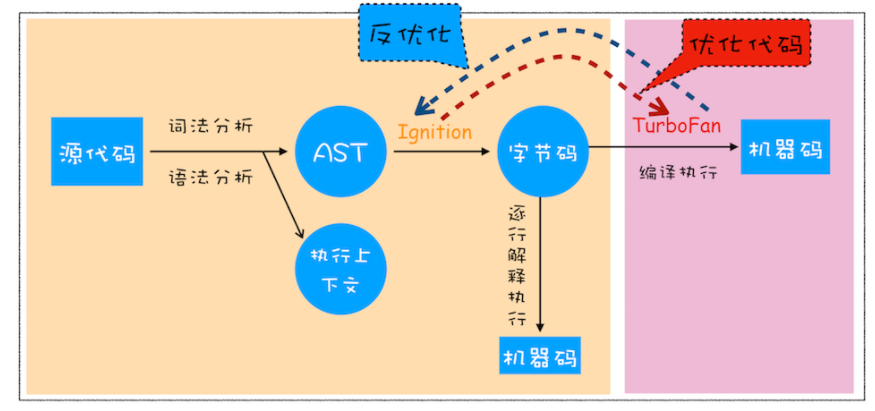 反优化
优化代码
源代码
词法分析
语法分析
AST
Ignition
字节码
TurboFan
编译执行
机器码
执行上
下文
逐
行
解
释
执
行
机器码